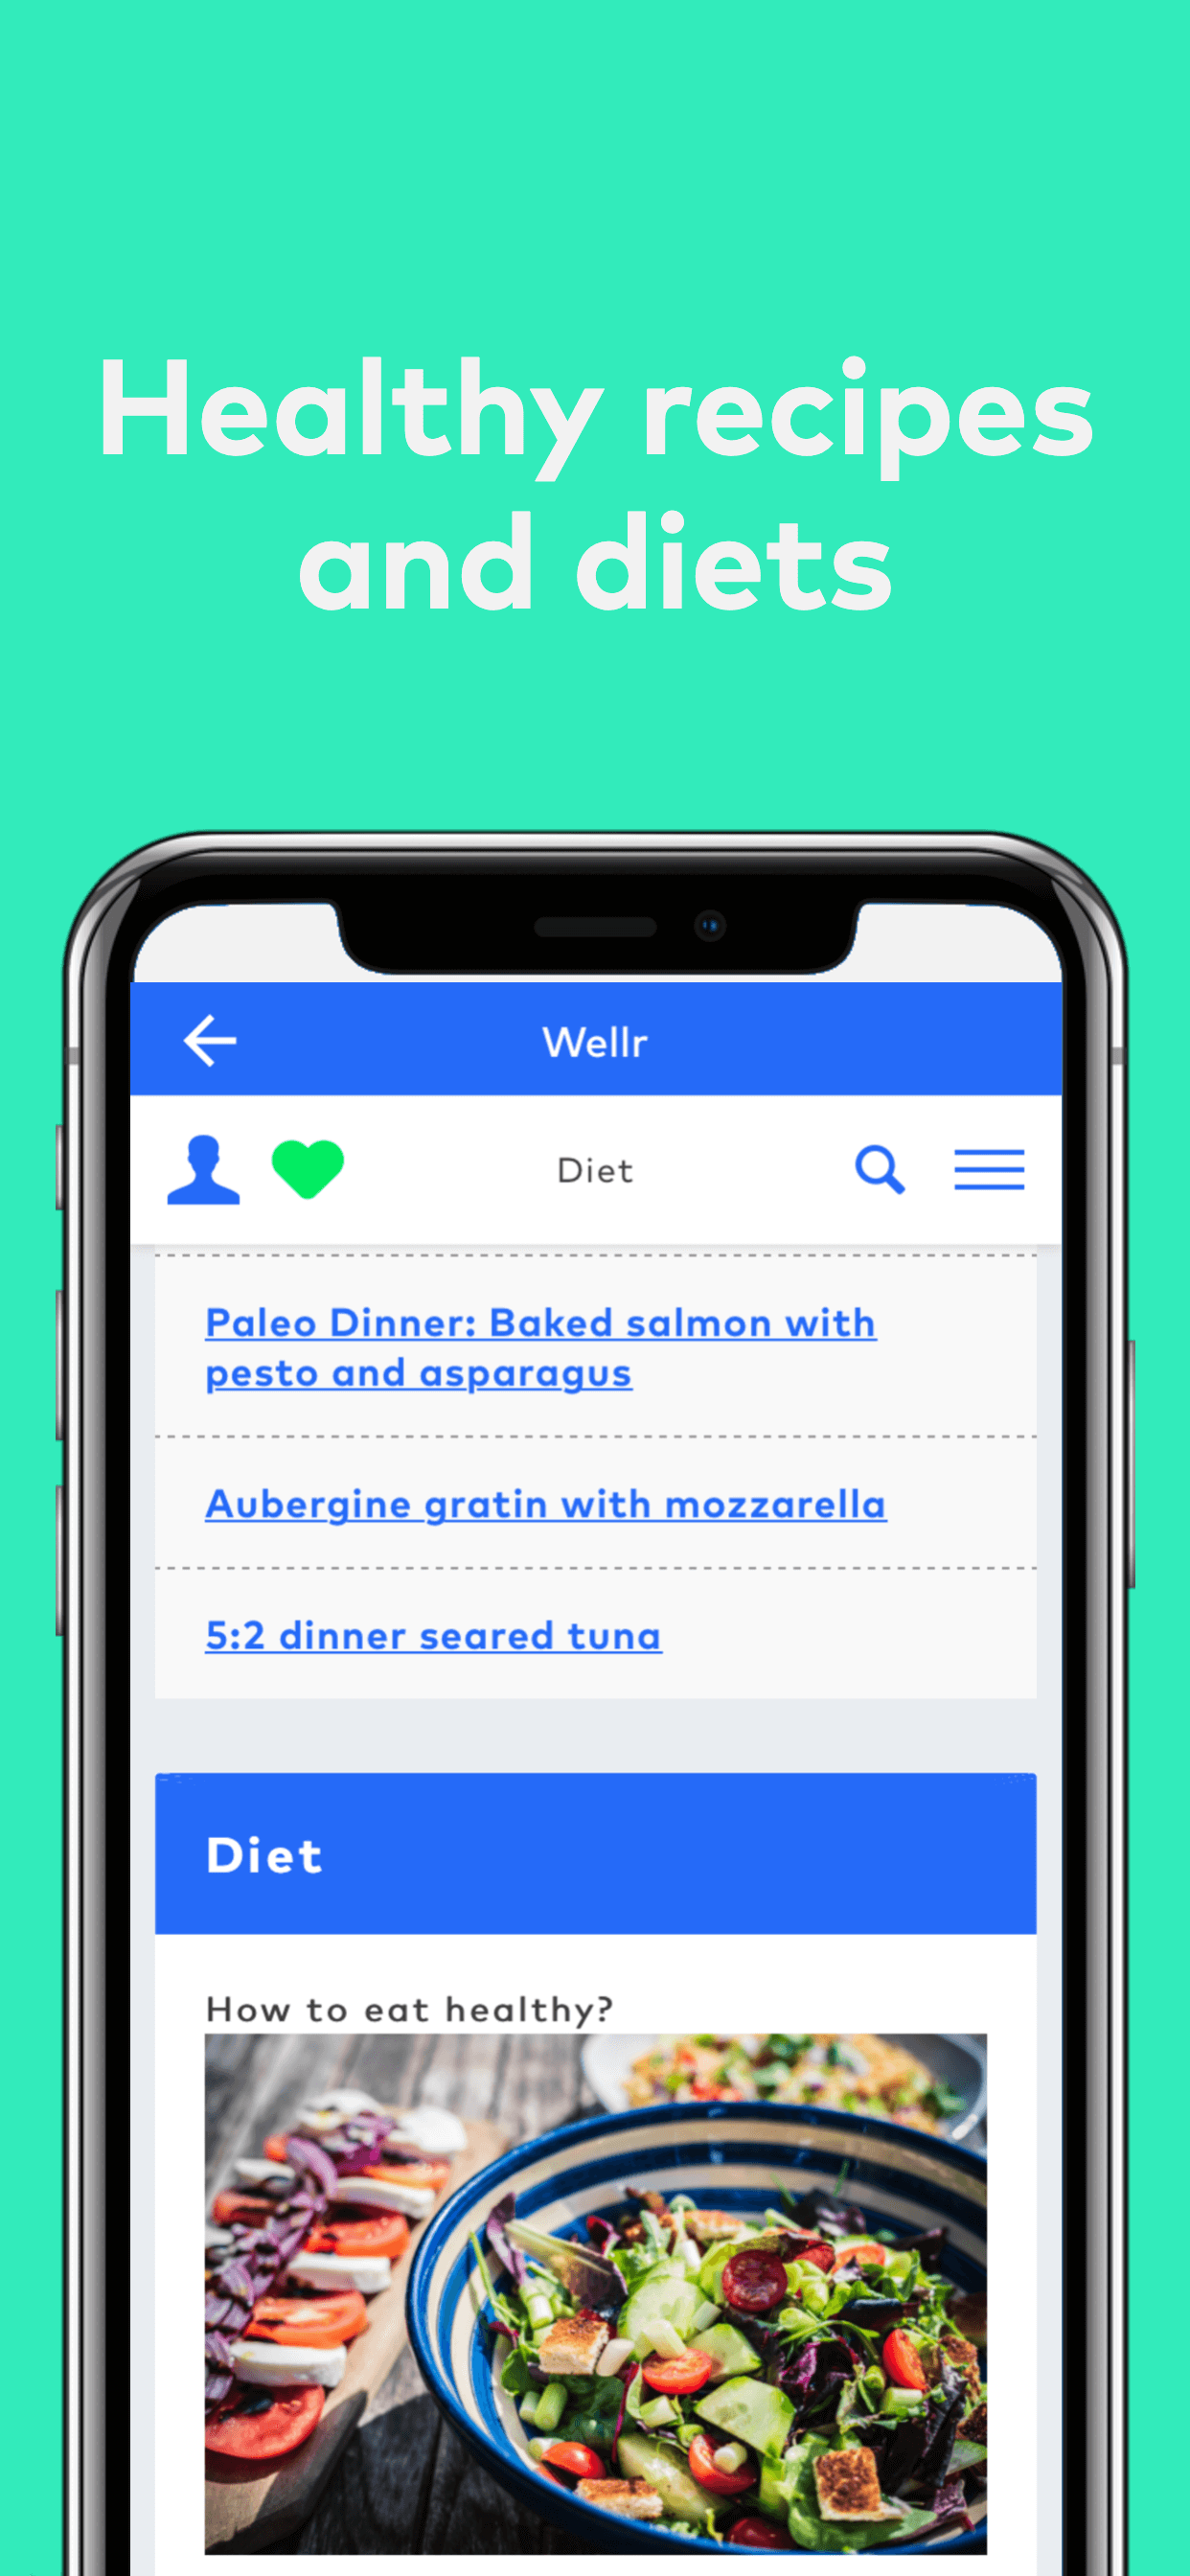 Healthy recipes
and diets
Wellr
Diet
Paleo Dinner: Baked salmon with
pesto and asparagus
Aubergine gratin with mozzarella
5:2 dinner seared tuna
Diet
How to eat healthy?